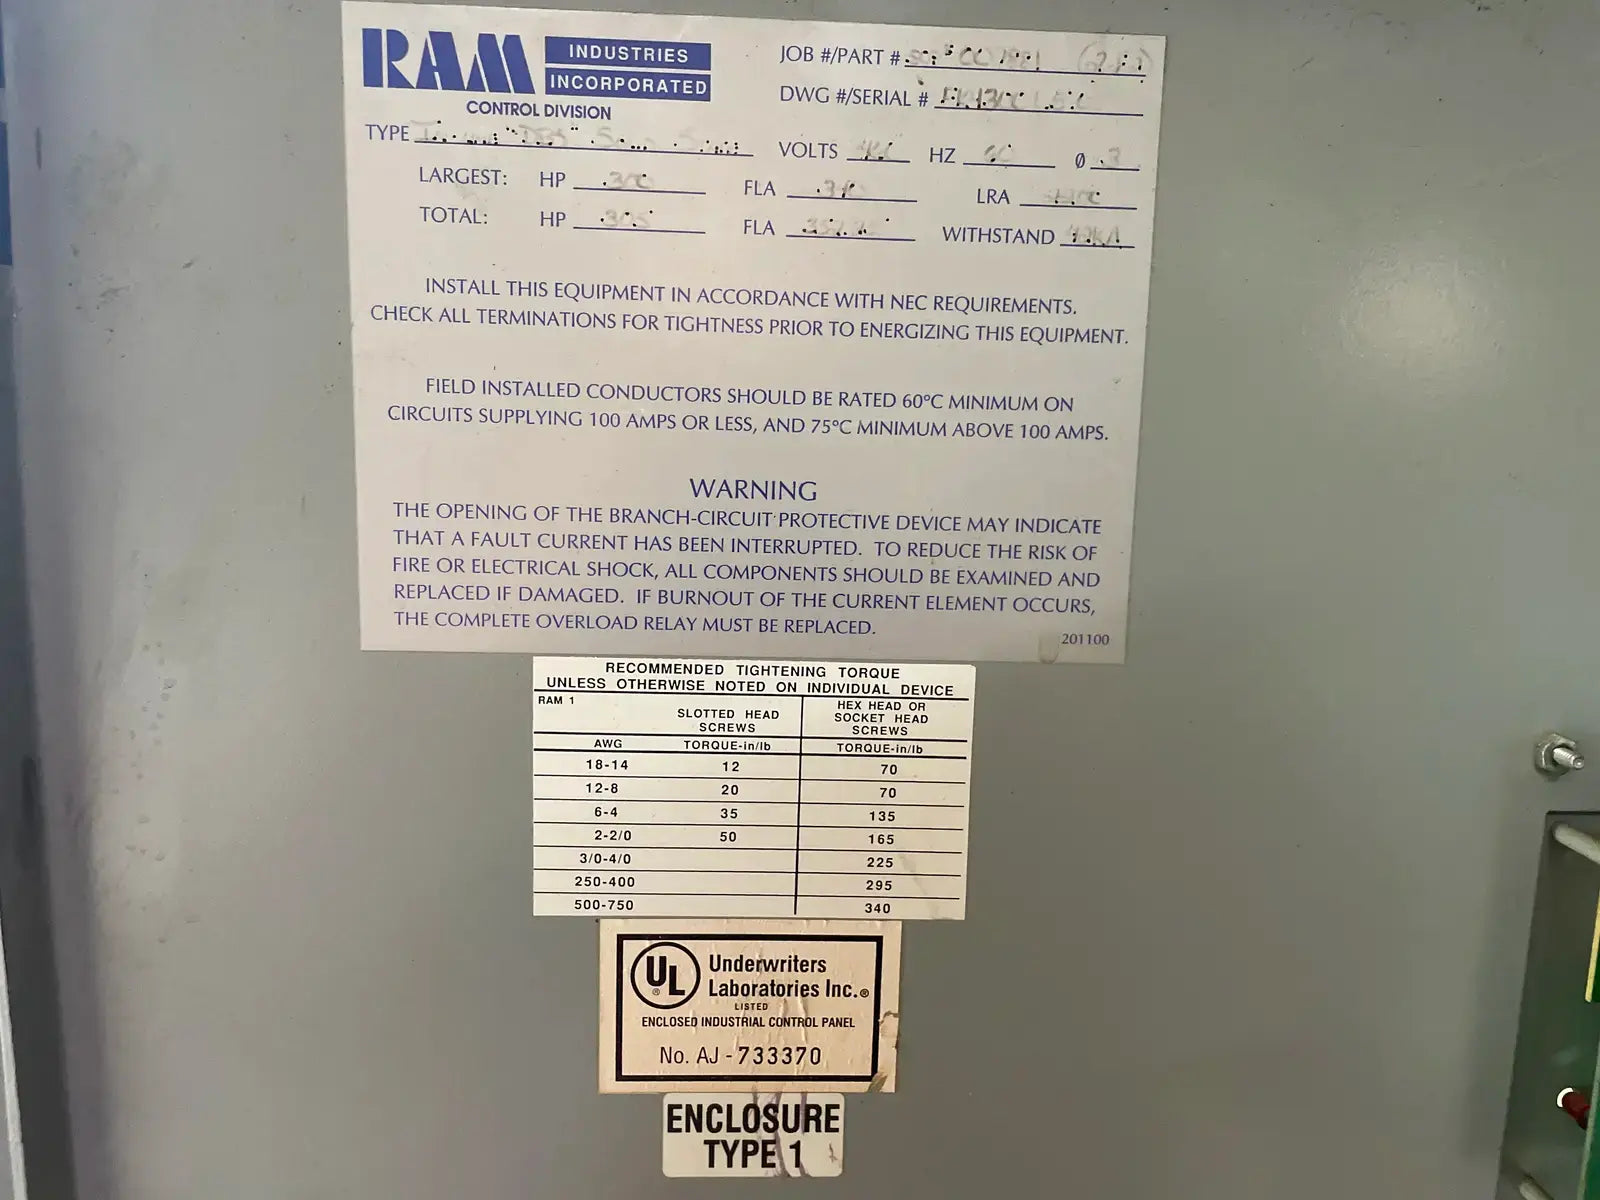 RAM INDUSTRIES INCORPORATED
CONTROL DIVISION
JOB #/PART #
DWG #/SERIAL #
TYPE
VOLTS HZ 60 Ø 3
LARGEST: HP 300 FLA LRA
TOTAL: HP 305 FLA WITHSTAND
INSTALL THIS EQUIPMENT IN ACCORDANCE WITH NEC REQUIREMENTS.
CHECK ALL TERMINATIONS FOR TIGHTNESS PRIOR TO ENERGIZING THIS EQUIPMENT.
FIELD INSTALLED CONDUCTORS SHOULD BE RATED 60°C MINIMUM ON
CIRCUITS SUPPLYING 100 AMPS OR LESS, AND 75°C MINIMUM ABOVE 100 AMPS.
WARNING
THE OPENING OF THE BRANCH-CIRCUIT PROTECTIVE DEVICE MAY INDICATE
THAT A FAULT CURRENT HAS BEEN INTERRUPTED. TO REDUCE THE RISK OF
FIRE OR ELECTRICAL SHOCK, ALL COMPONENTS SHOULD BE EXAMINED AND
REPLACED IF DAMAGED. IF BURNOUT OF THE CURRENT ELEMENT OCCURS,
THE COMPLETE OVERLOAD RELAY MUST BE REPLACED.
201100
RECOMMENDED TIGHTENING TORQUE
UNLESS OTHERWISE NOTED ON INDIVIDUAL DEVICE
RAM 1
SLOTTED HEAD
SCREWS
HEX HEAD OR
SOCKET HEAD
SCREWS
AWG TORQUE-in/lb TORQUE-in/lb
18-14 12 70
12-8 20 70
6-4 35 135
2-2/0 50 165
3/0-4/0 225
250-400 295
500-750 340
UL ®
Underwriters
Laboratories Inc.®
LISTED
ENCLOSED INDUSTRIAL CONTROL PANEL
No. AJ - 733370
ENCLOSURE
TYPE 1